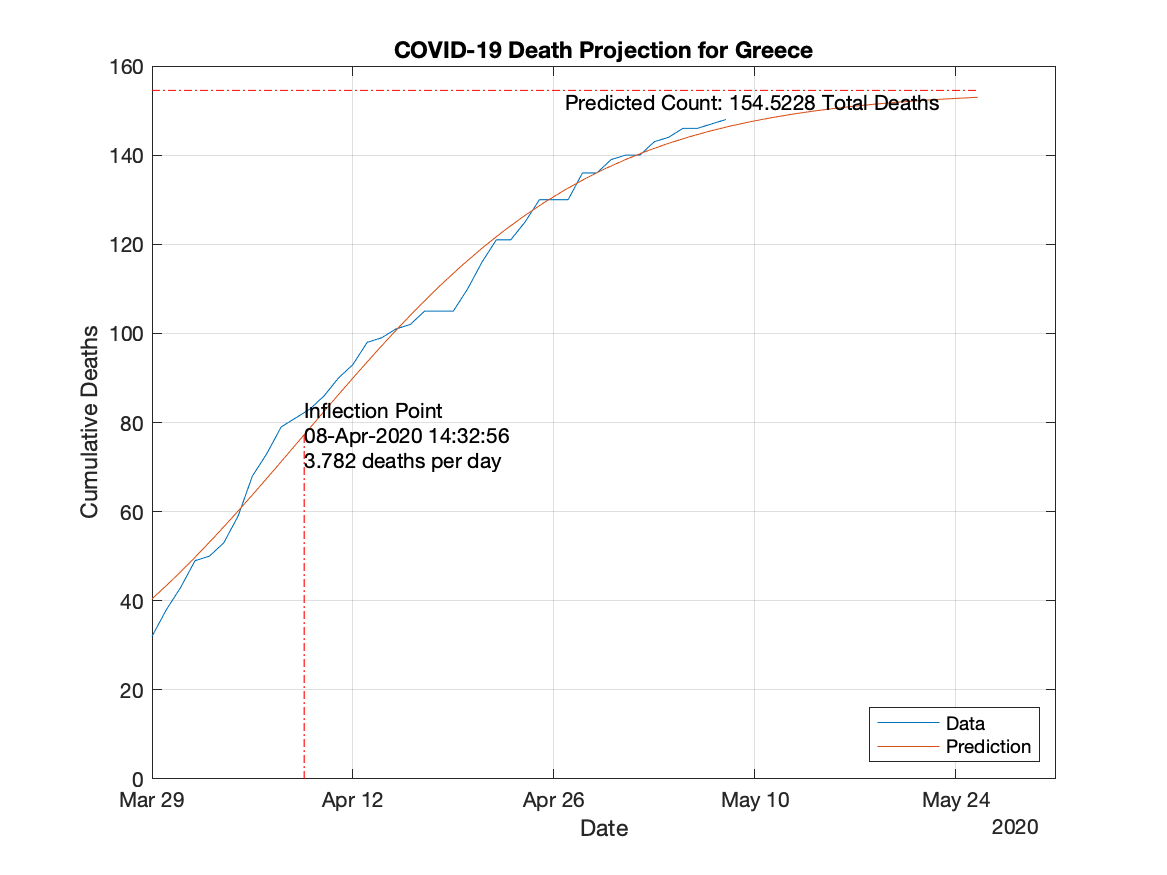 COVID-19 Death Projection for Greece
160
Predicted Count: 154.5228 Total Deaths
140
120
100
80
Inflection Point
08-Apr-2020 14:32:56
3.782 deaths per day
60
40
20
0
Cumulative Deaths
Data
Prediction
Mar 29
Apr 12
Apr 26
May 10
May 24
Date
2020